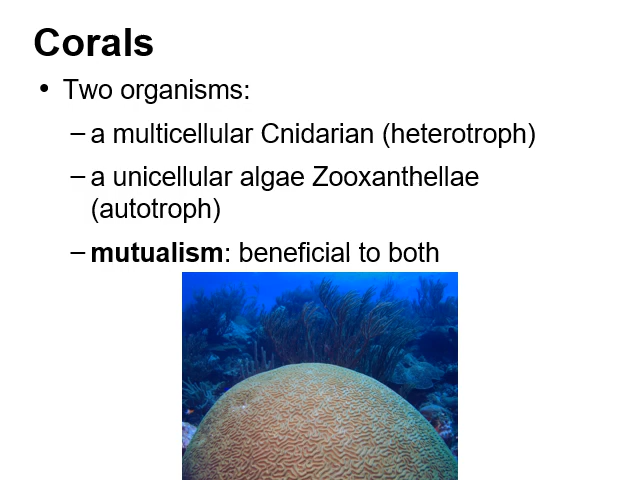 Corals
• Two organisms:
– a multicellular Cnidarian (heterotroph)
– a unicellular algae Zooxanthellae
(autotroph)
– mutualism: beneficial to both